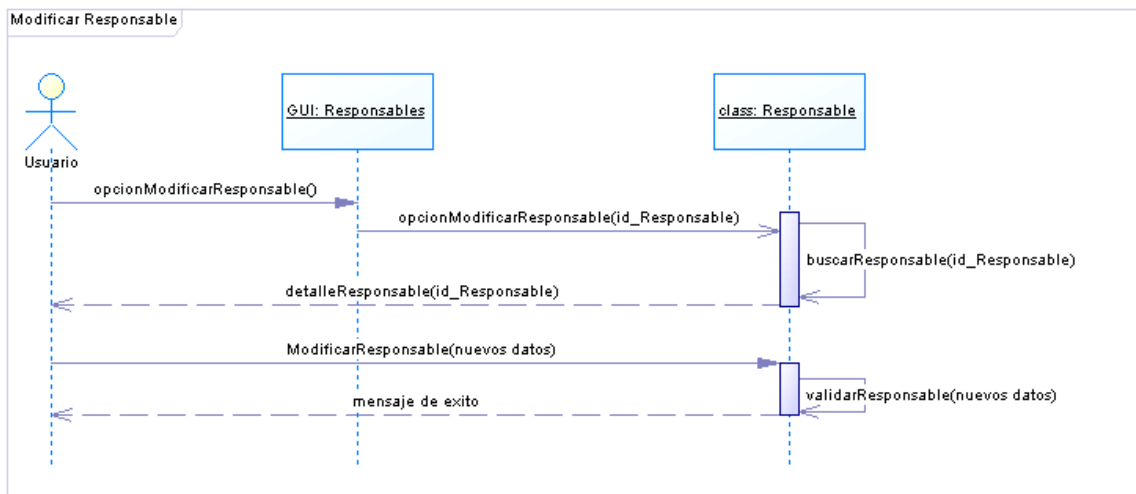 Modificar Responsable
GUI: Responsables
class: Responsable
Usuario
opcionModificarResponsable()
opcionModificarResponsable(id_Responsable)
buscarResponsable(id_Responsable)
detalleResponsable(id_Responsable)
ModificarResponsable(nuevos datos)
validarResponsable(nuevos datos)
mensaje de exito